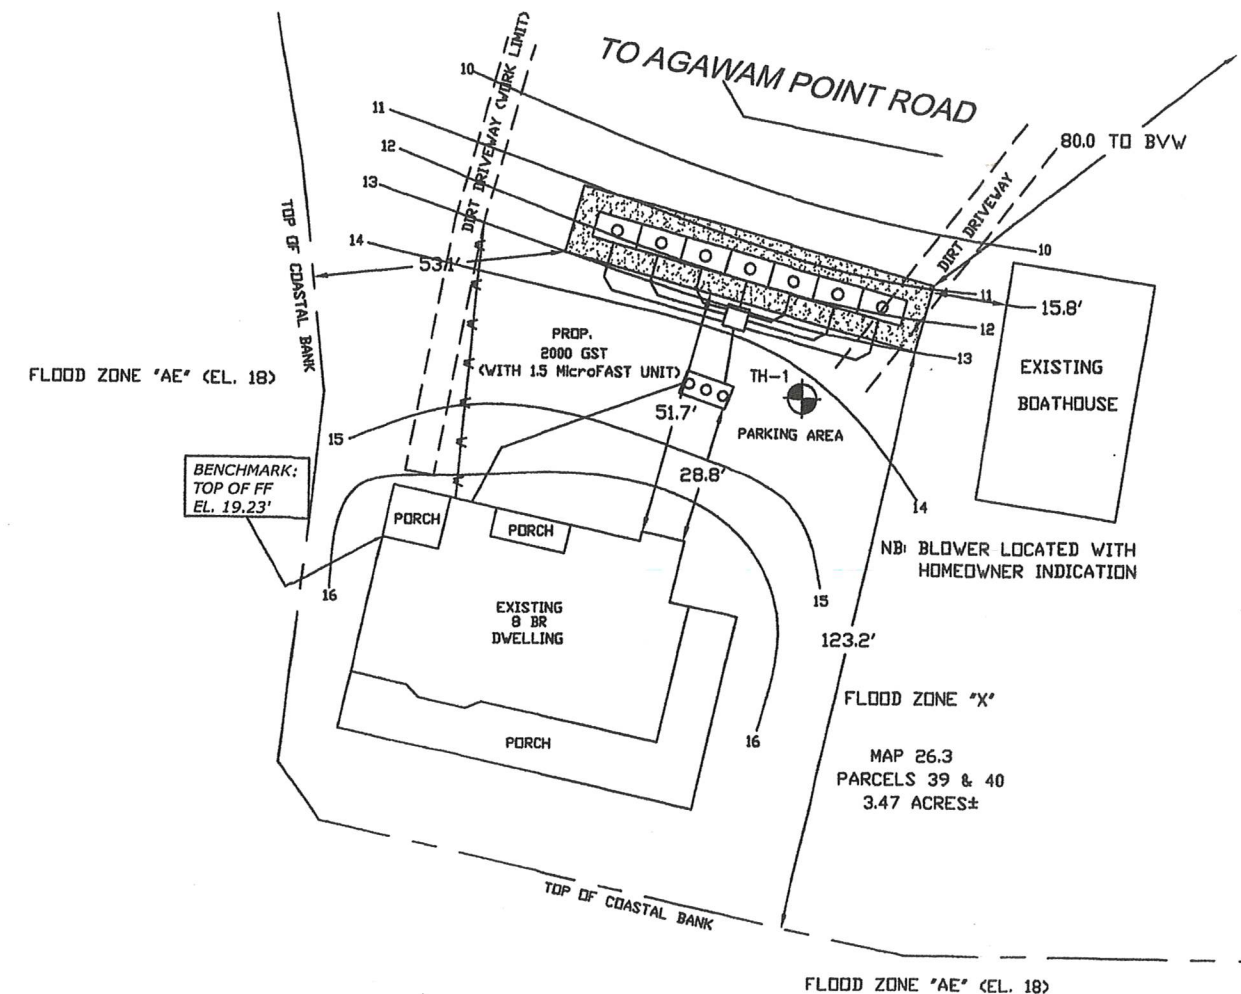 TO AGAWAM POINT ROAD
DIRT DRIVEWAY (WORK LIMIT)
10
11
12
13
14
80.0 TO BVW
DIRT DRIVEWAY
TOP OF COASTAL BANK
53.1'
10
11
15.8'
12
13
EXISTING
BOATHOUSE
PROP.
2000 GST
(WITH 1.5 MicroFAST UNIT)
FLOOD ZONE "AE" (EL. 18)
TH-1
51.7'
PARKING AREA
15
28.8'
BENCHMARK:
TOP OF FF
EL. 19.23'
14
PORCH
PORCH
NB: BLOWER LOCATED WITH
HOMEOWNER INDICATION
16
15
EXISTING
8 BR
DWELLING
123.2'
FLOOD ZONE "X"
16
PORCH
MAP 26.3
PARCELS 39 & 40
3.47 ACRES±
TOP OF COASTAL BANK
FLOOD ZONE "AE" (EL. 18)